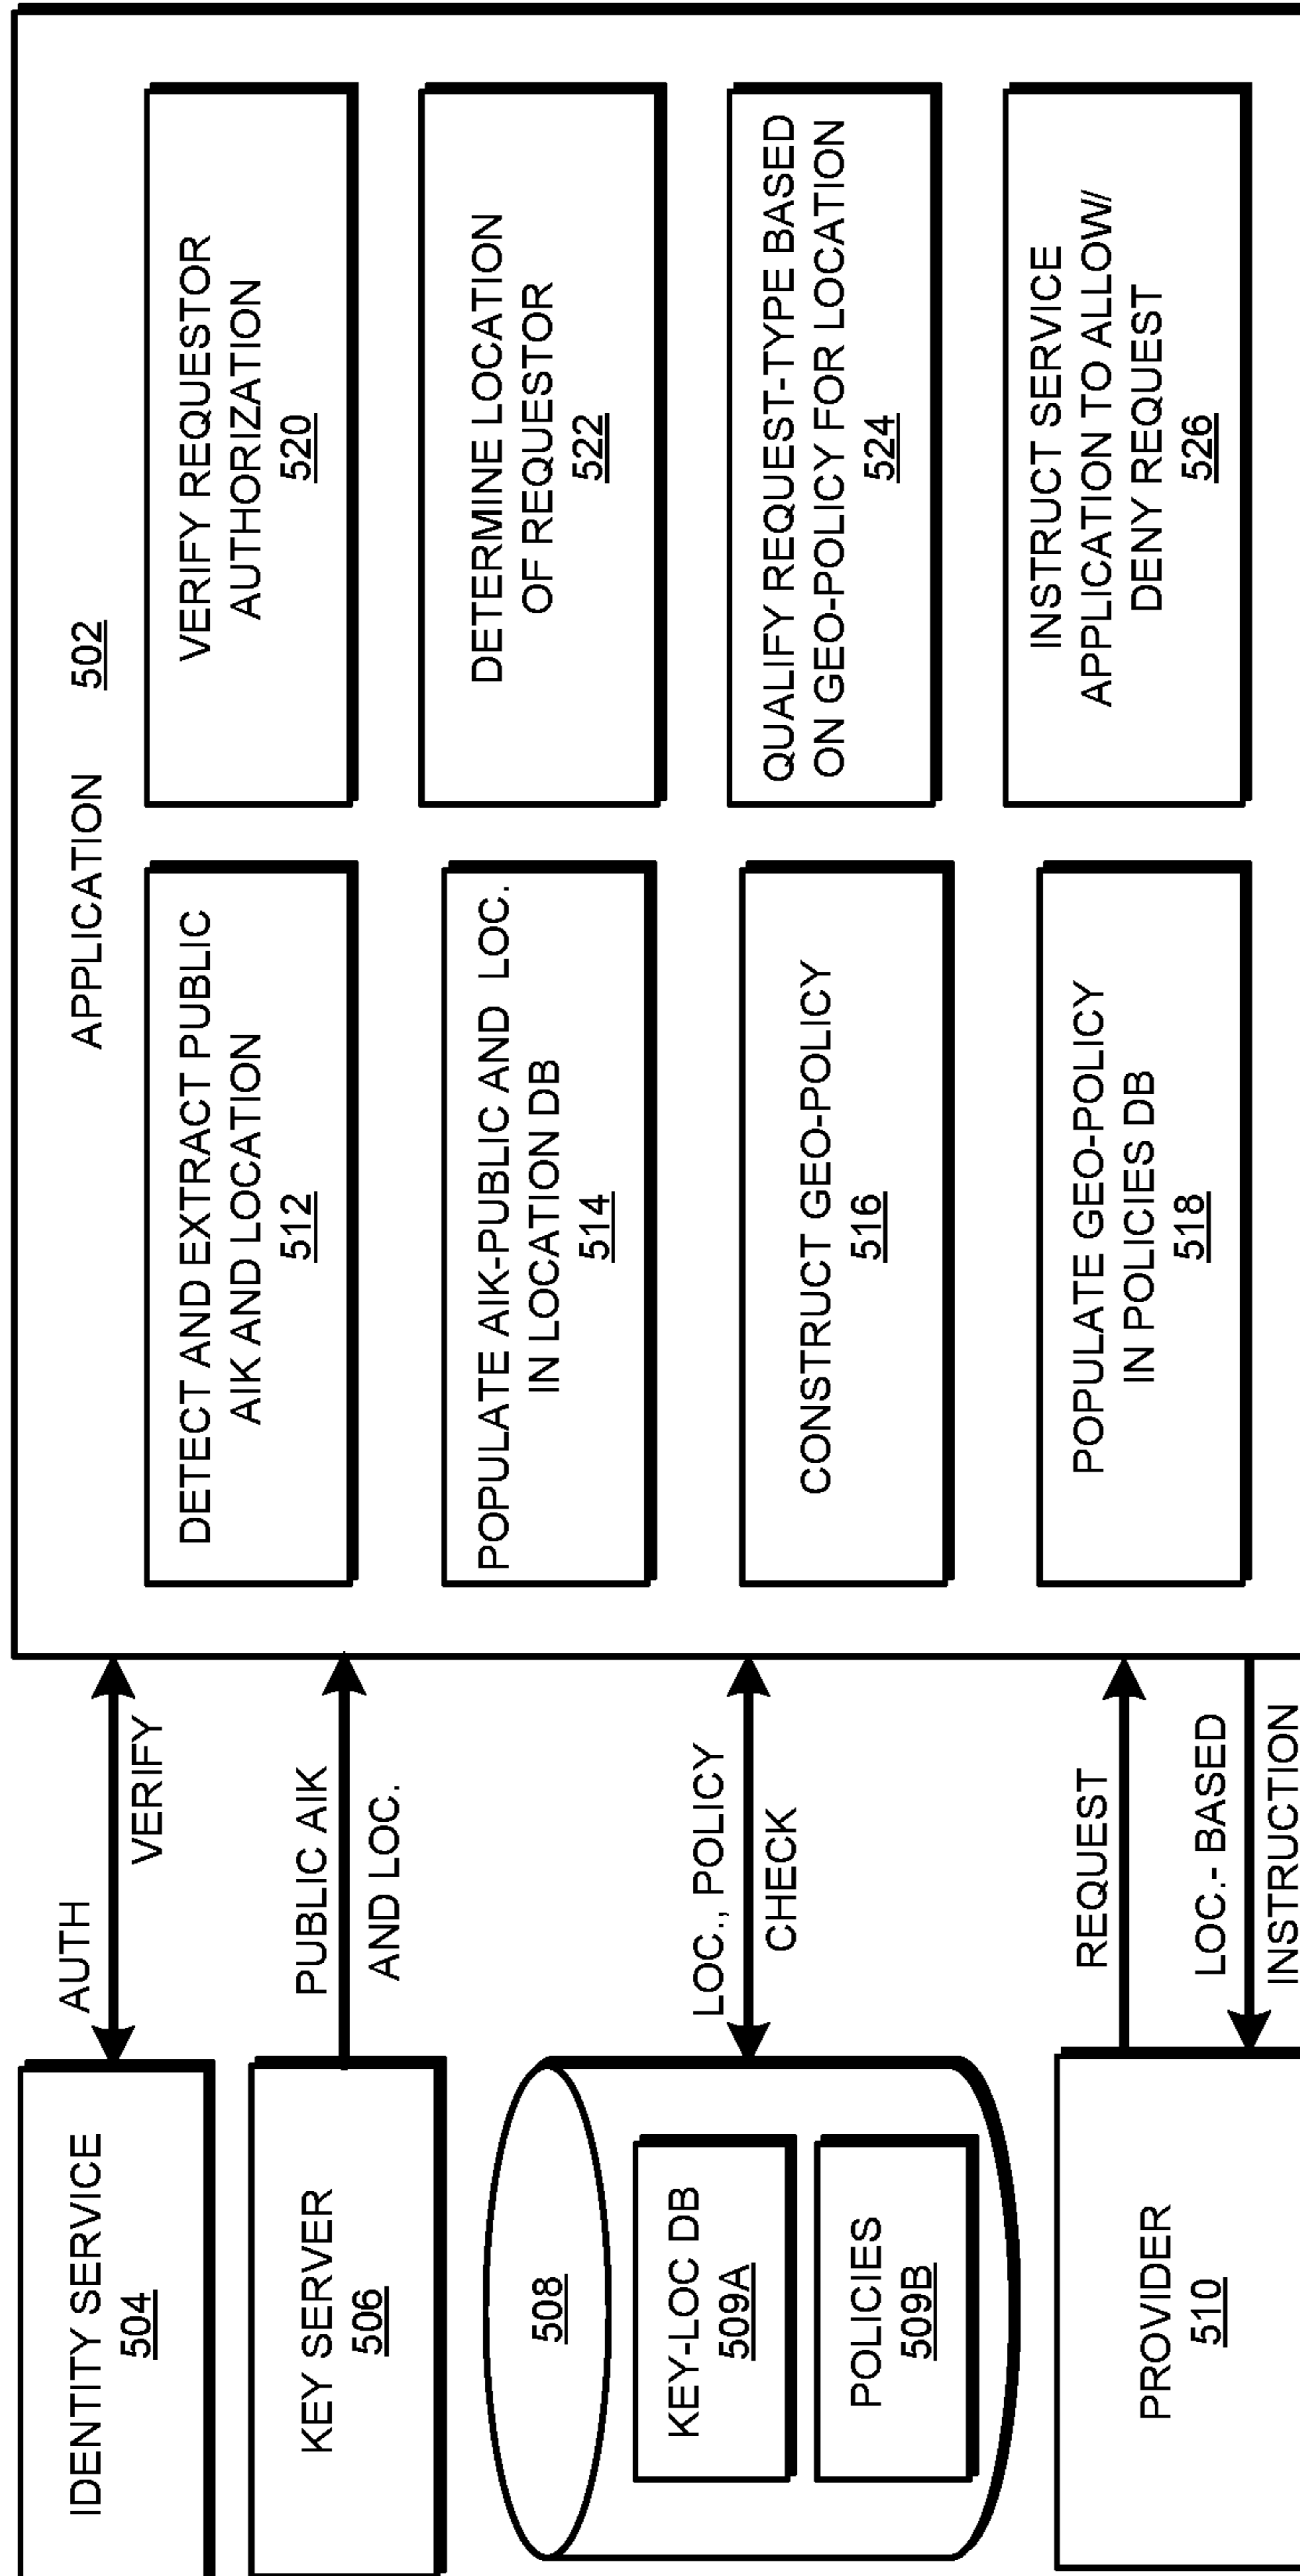 IDENTITY SERVICE
504
KEY SERVER
506
508
KEY-LOC DB
509A
POLICIES
509B
PROVIDER
510
AUTH
VERIFY
PUBLIC AIK
AND LOC.
LOC., POLICY
CHECK
REQUEST
LOC.- BASED
INSTRUCTION
APPLICATION 502
DETECT AND EXTRACT PUBLIC
AIK AND LOCATION
512
POPULATE AIK-PUBLIC AND LOC.
IN LOCATION DB
514
CONSTRUCT GEO-POLICY
516
POPULATE GEO-POLICY
IN POLICIES DB
518
VERIFY REQUESTOR
AUTHORIZATION
520
DETERMINE LOCATION
OF REQUESTOR
522
QUALIFY REQUEST-TYPE BASED
ON GEO-POLICY FOR LOCATION
524
INSTRUCT SERVICE
APPLICATION TO ALLOW/
DENY REQUEST
526